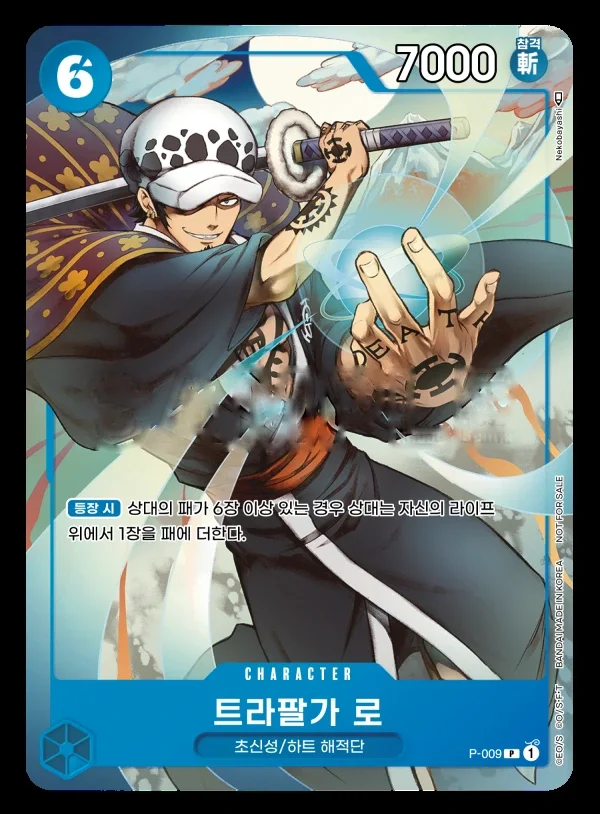 6
7000
참격
斬
Nekobayashi
DEATH
등장 시 상대의 패가 6장 이상 있는 경우 상대는 자신의 라이프
위에서 1장을 패에 더한다.
CHARACTER
트라팔가 로
초신성/하트 해적단
P-009 P 1
©EO/S ©O/S·F·T BANDAI MADE IN KOREA NOT FOR SALE